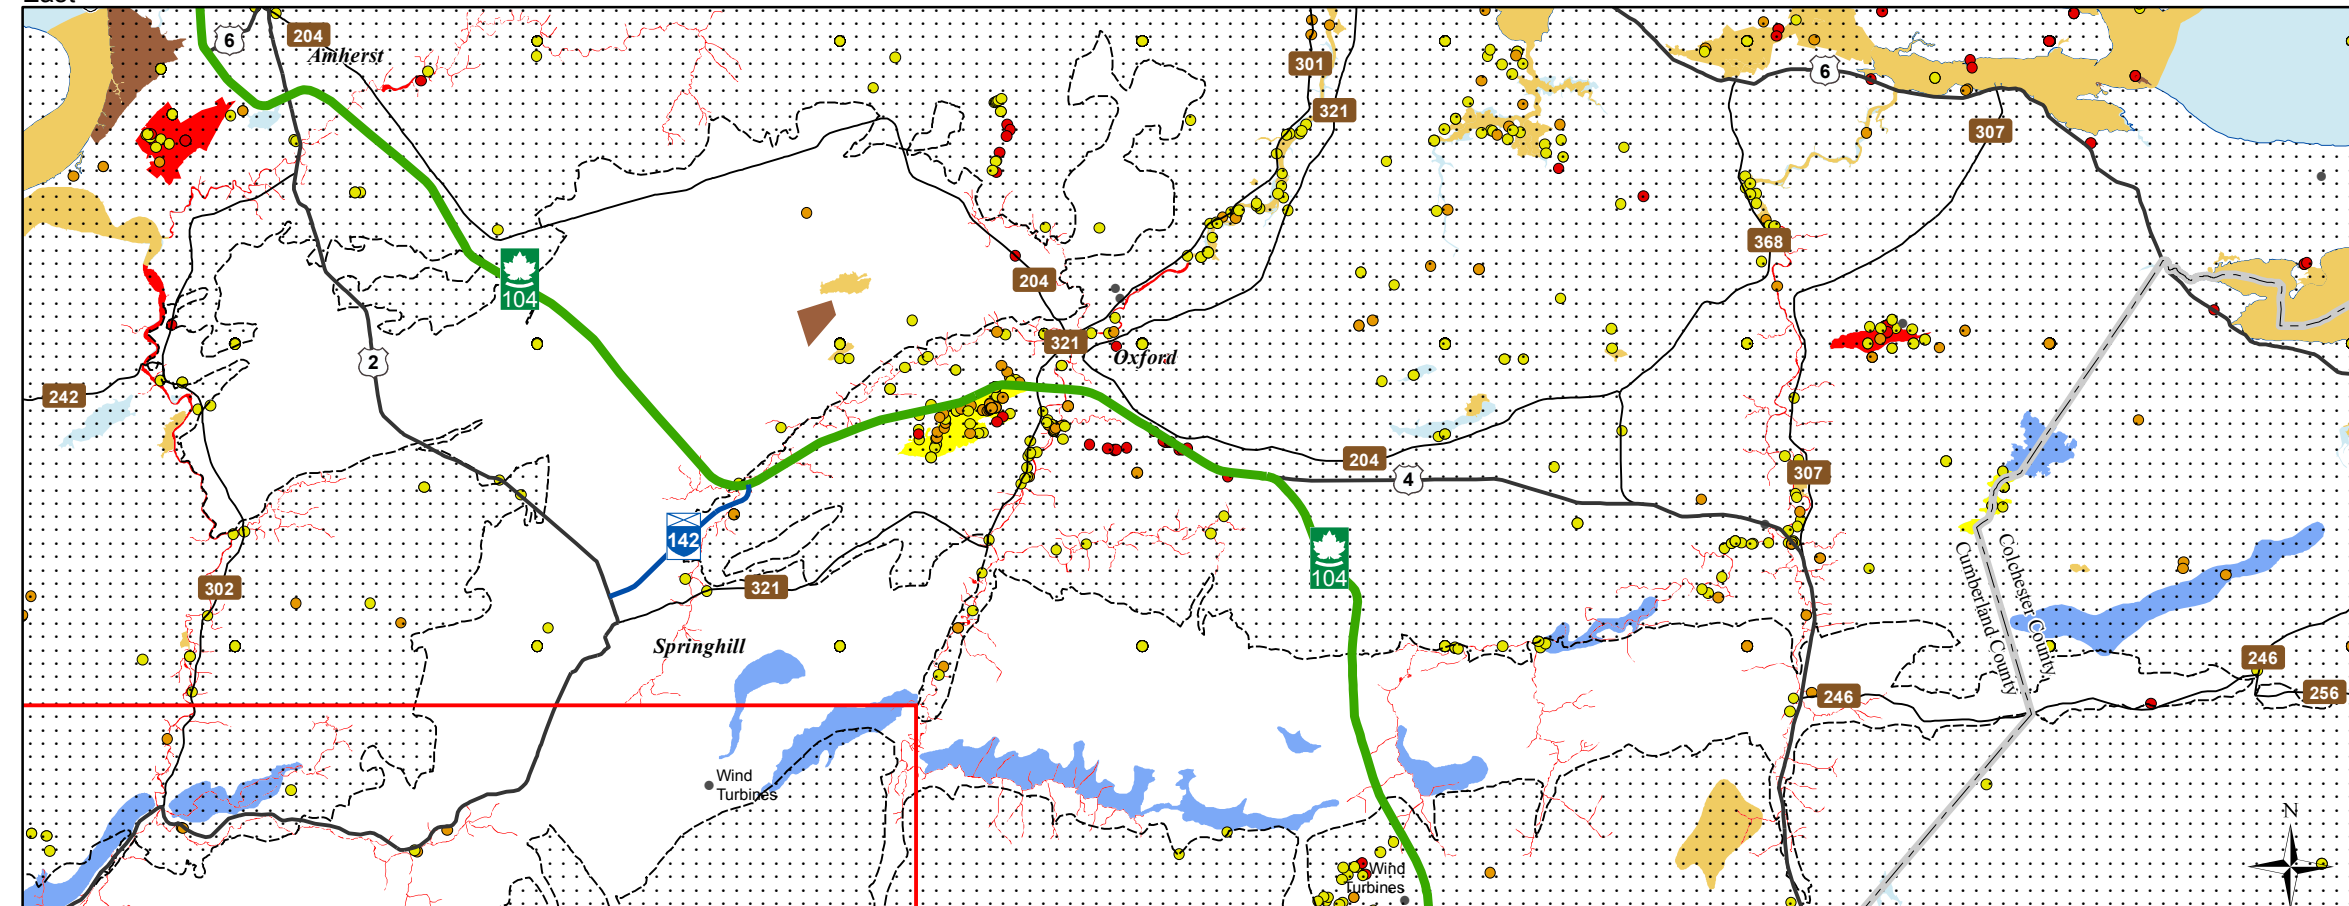 East
6
204
Amherst
301
321
6
307
104
204
368
2
321
Oxford
242
204
4
307
142
104
302
321
Springhill
Colchester County
Cumberland County
246
246
256
Wind
Turbines
N
Wind
Turbines